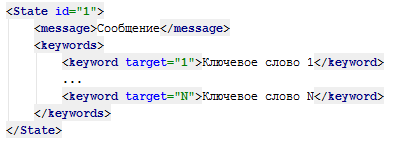 <State id="1">
<message>Сообщение</message>
<keywords>
<keyword target="1">Ключевое слово 1</keyword>
...
<keyword target="N">Ключевое слово N</keyword>
</keywords>
</State>